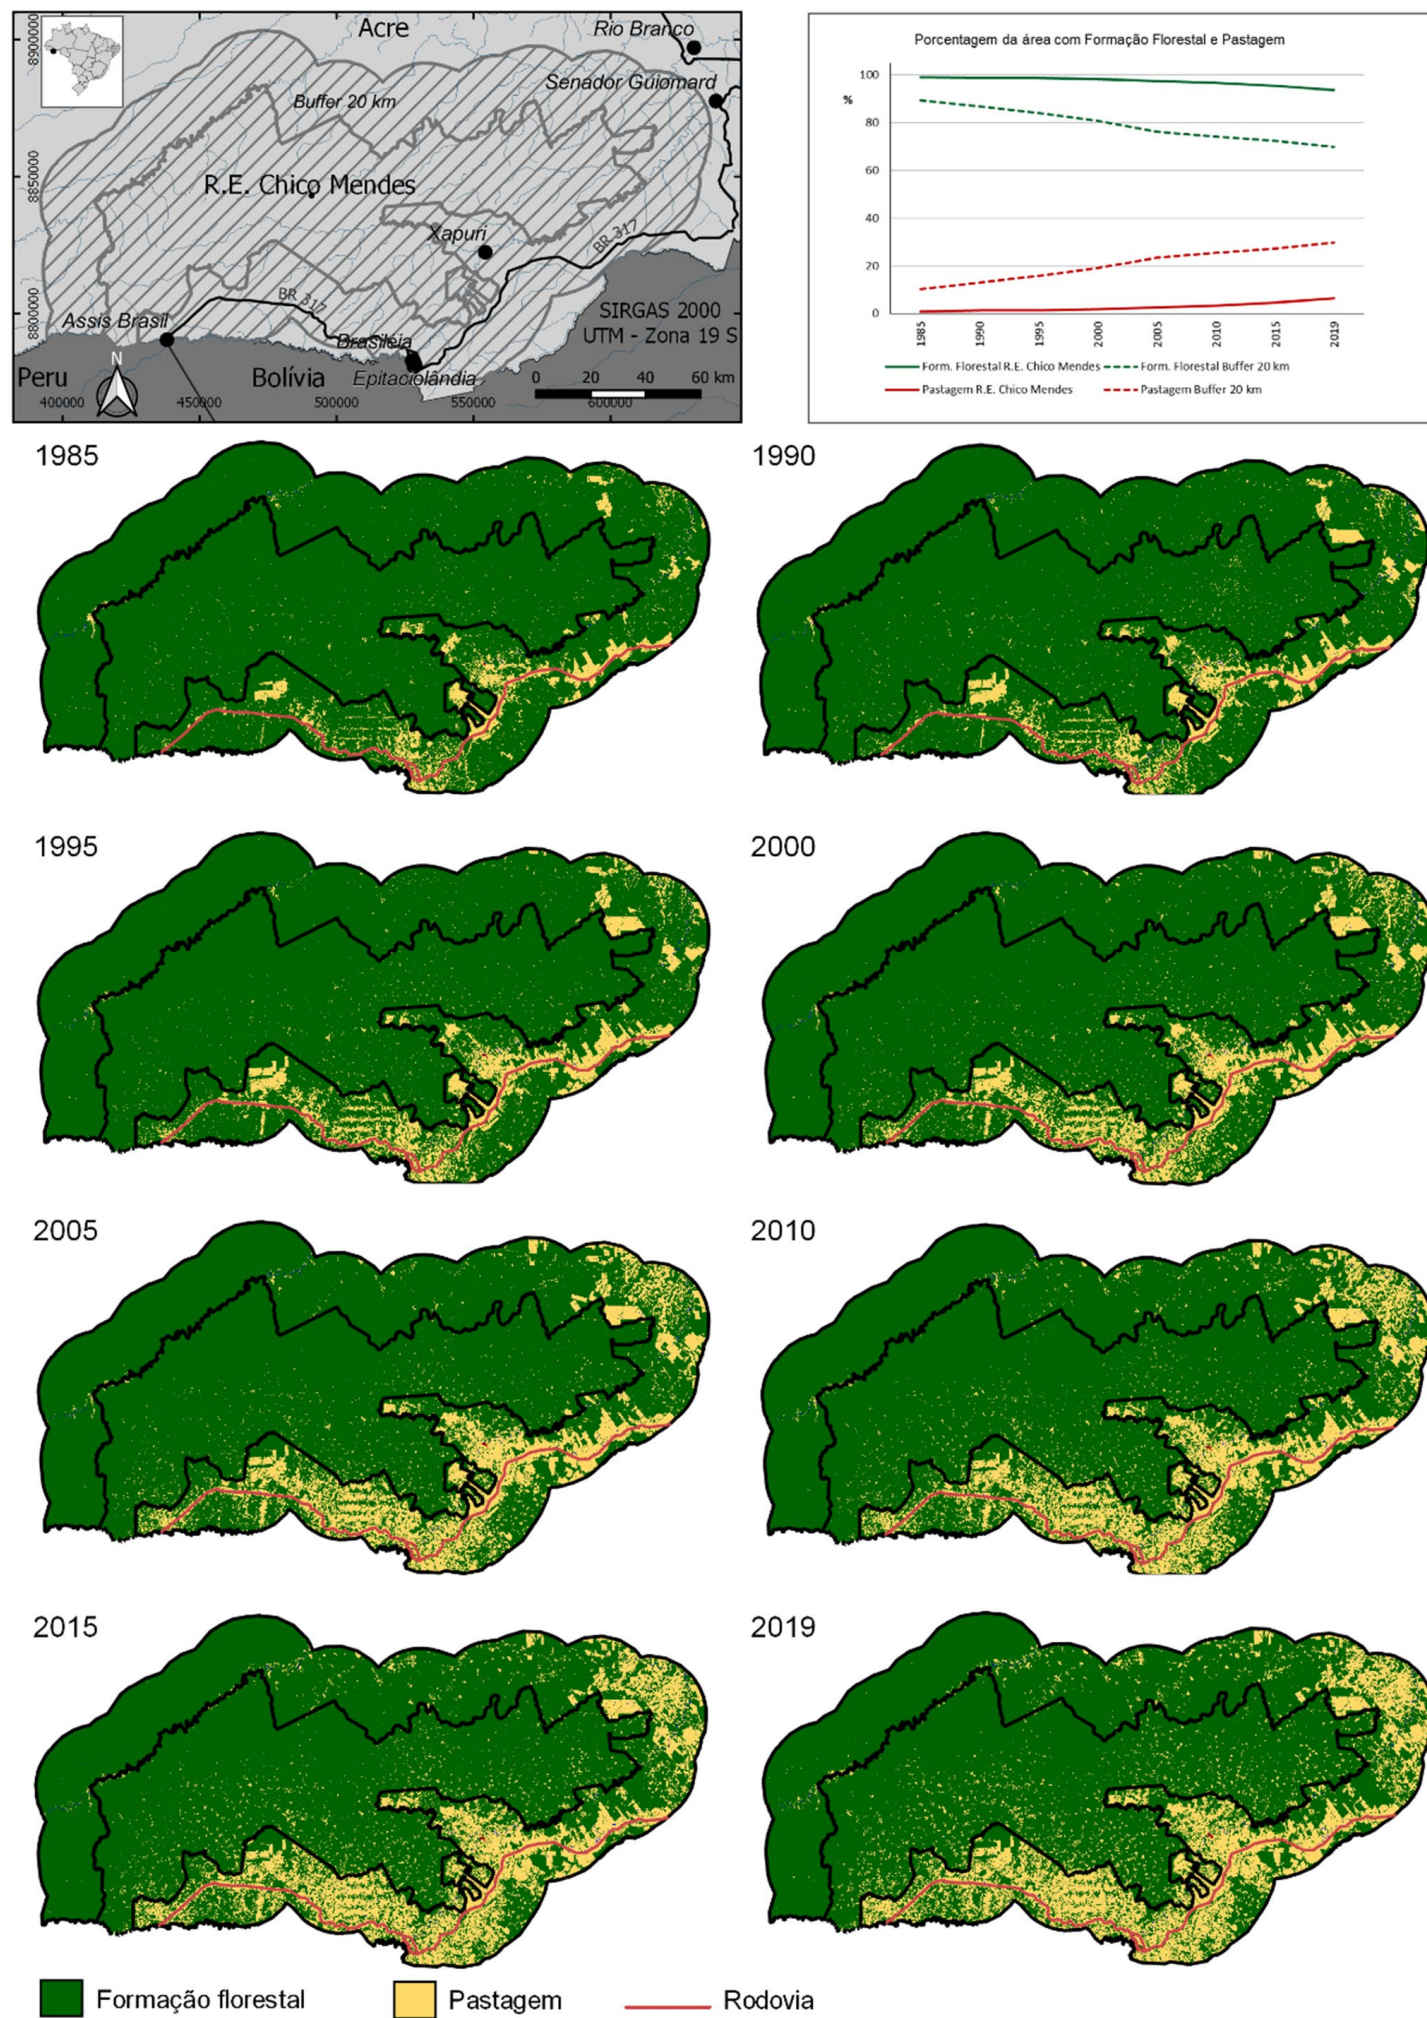 Acre
Rio Branco
Senador Guiomard
Buffer 20 km
R.E. Chico Mendes
Xapuri
BR 317
BR 317
Assis Brasil
Brasiléia
Epitaciolândia
Peru
Bolívia
N
SIRGAS 2000
UTM - Zona 19 S
0 20 40 60 km
8900000
8850000
8800000
400000 450000 500000 550000 600000
Porcentagem da área com Formação Florestal e Pastagem
%
100
80
60
40
20
0
1985 1990 1995 2000 2005 2010 2015 2019
Form. Florestal R.E. Chico Mendes Form. Florestal Buffer 20 km
Pastagem R.E. Chico Mendes Pastagem Buffer 20 km
1985 1990
1995 2000
2005 2010
2015 2019
Formação florestal Pastagem Rodovia